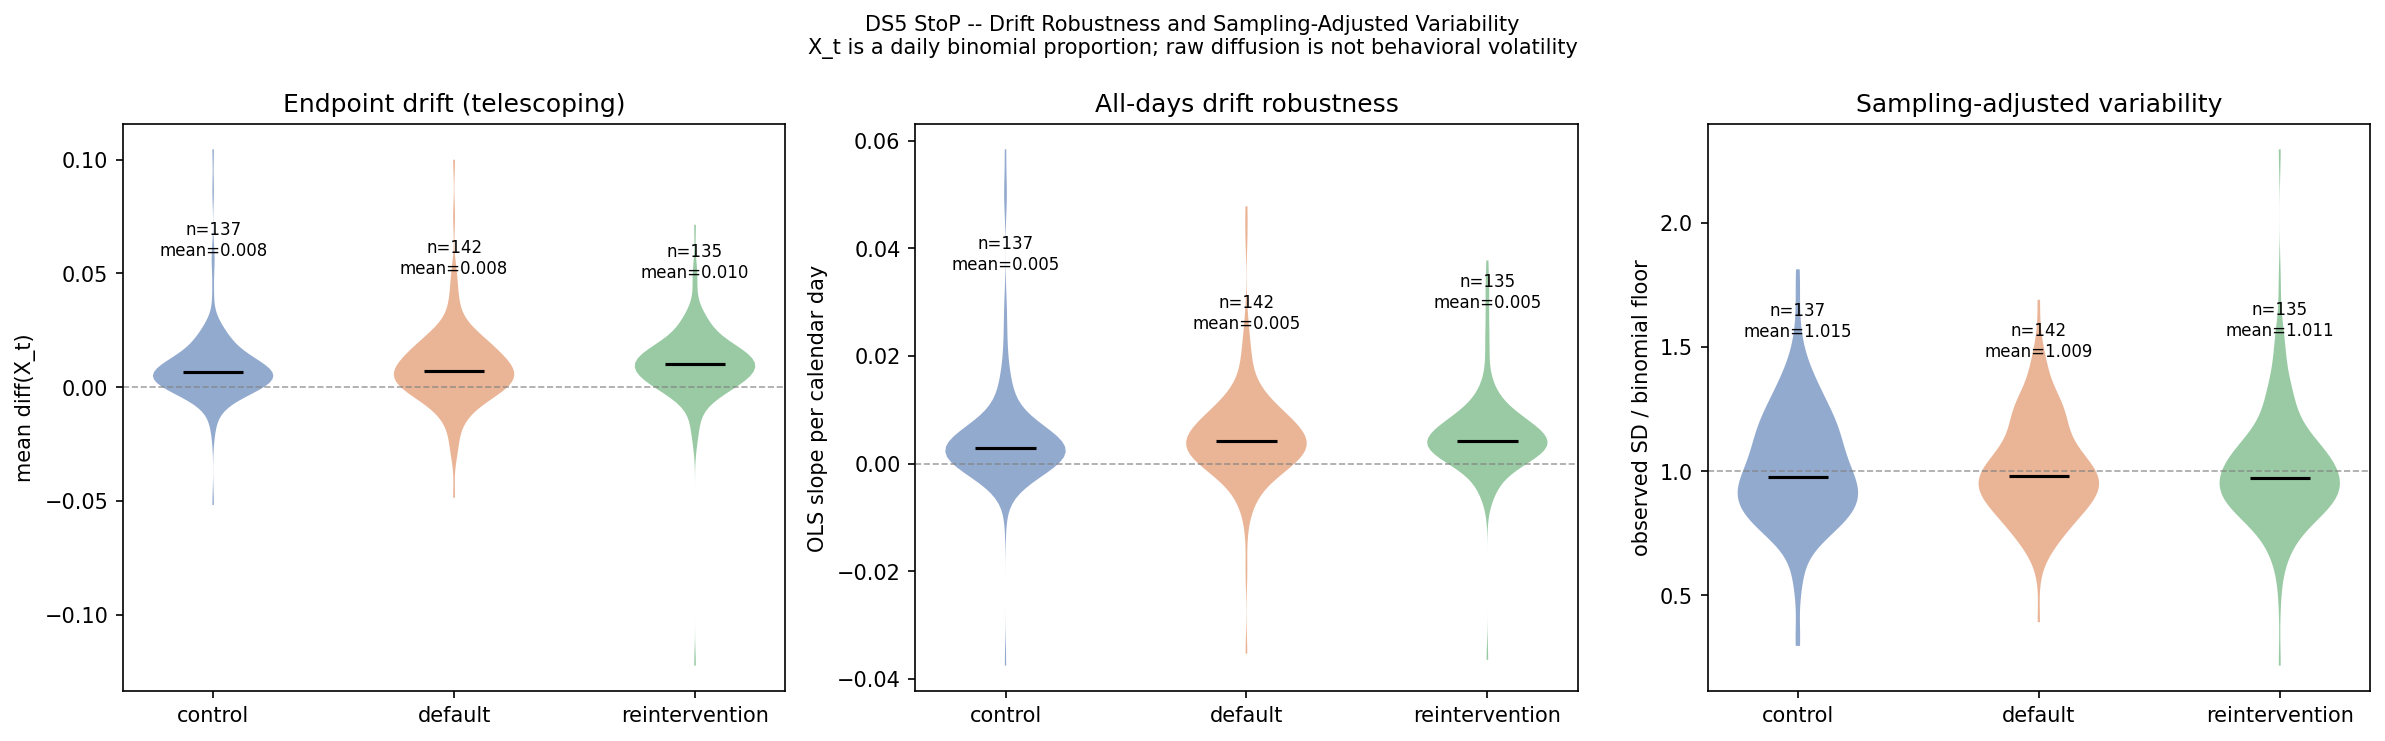 DS5 StoP -- Drift Robustness and Sampling-Adjusted Variability
X_t is a daily binomial proportion; raw diffusion is not behavioral volatility
Endpoint drift (telescoping)
mean diff(X_t)
0.10
0.05
0.00
−0.05
−0.10
n=137
mean=0.008
n=142
mean=0.008
n=135
mean=0.010
control
default
reintervention
All-days drift robustness
OLS slope per calendar day
0.06
0.04
0.02
0.00
−0.02
−0.04
n=137
mean=0.005
n=142
mean=0.005
n=135
mean=0.005
control
default
reintervention
Sampling-adjusted variability
observed SD / binomial floor
2.0
1.5
1.0
0.5
n=137
mean=1.015
n=142
mean=1.009
n=135
mean=1.011
control
default
reintervention